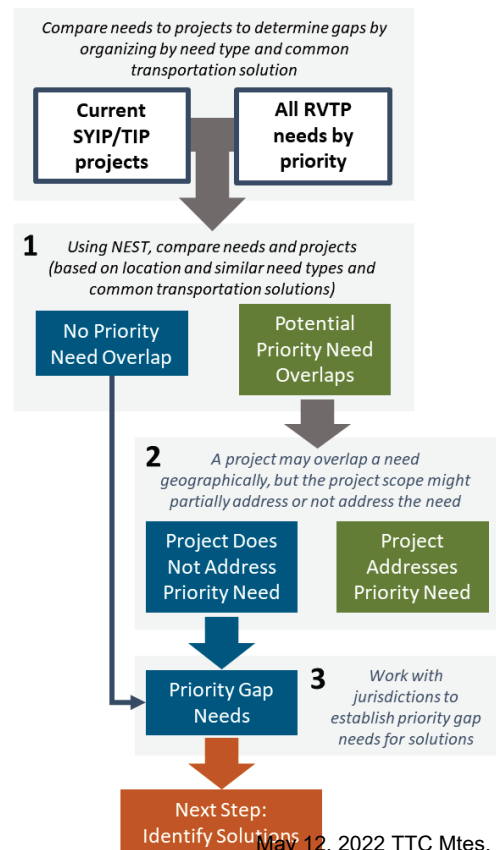 Compare needs to projects to determine gaps by
organizing by need type and common
transportation solution
Current
SYIP/TIP
projects
All RVTP
needs by
priority
1
Using NEST, compare needs and projects
(based on location and similar need types and
common transportation solutions)
No Priority
Need Overlap
Potential
Priority Need
Overlaps
2
A project may overlap a need
geographically, but the project scope might
partially address or not address the need
Project Does
Not Address
Priority Need
Project
Addresses
Priority Need
Priority Gap
Needs
3
Work with
jurisdictions to
establish priority gap
needs for solutions
Next Step:
Identify Solutions
May 12, 2022 TTC Mtes.